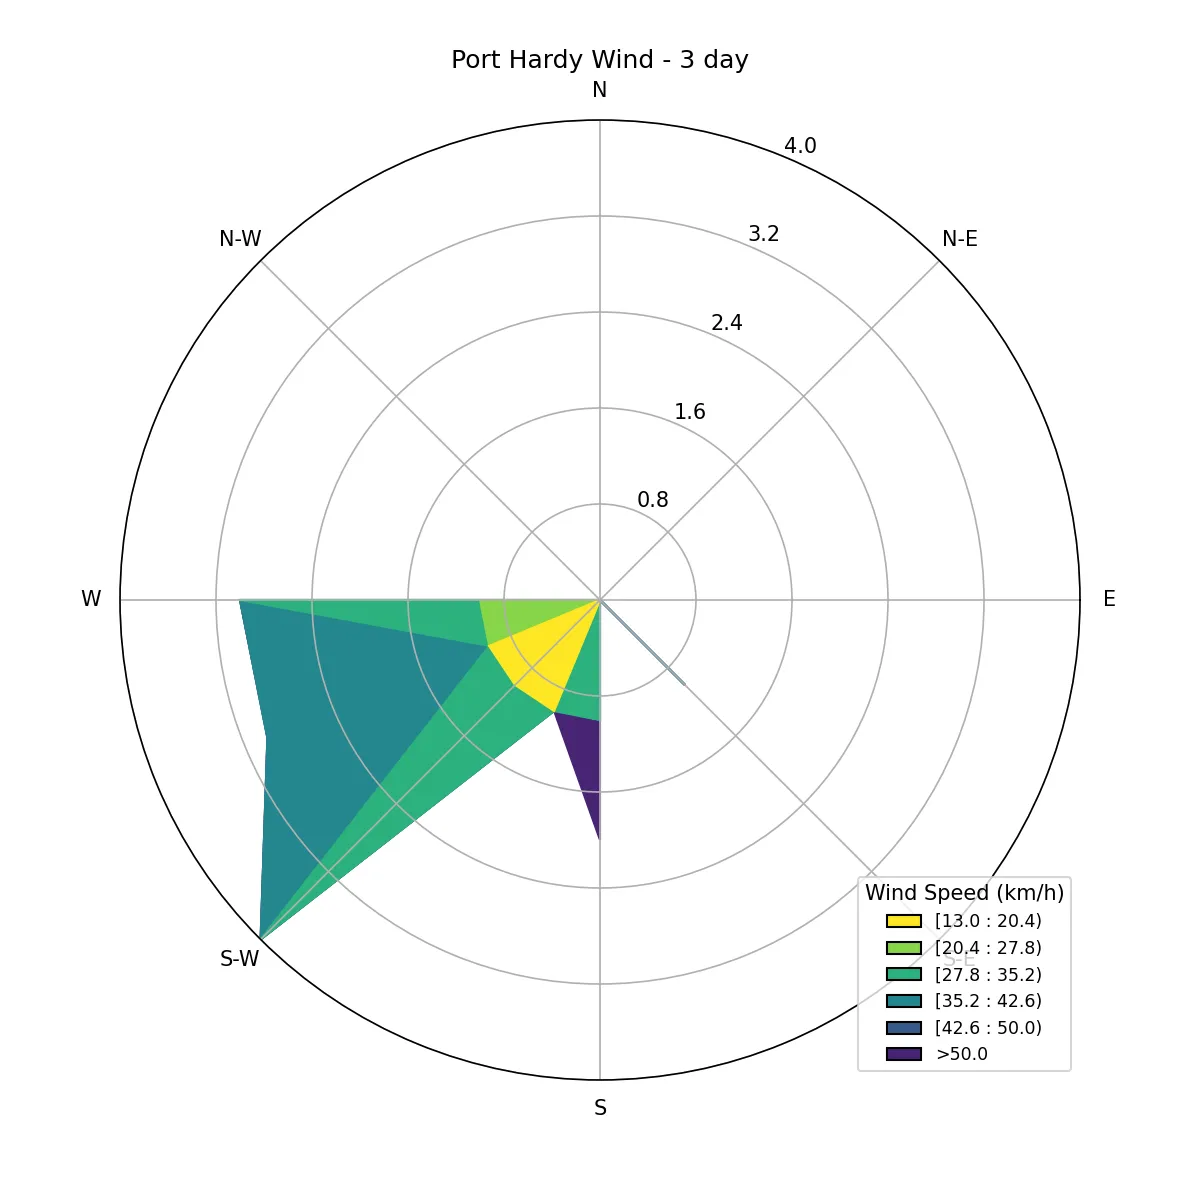 Port Hardy Wind - 3 day
N
4.0
N-W
3.2
N-E
2.4
1.6
0.8
W
E
S-W
S-E
Wind Speed (km/h)
[13.0 : 20.4)
[20.4 : 27.8)
[27.8 : 35.2)
[35.2 : 42.6)
[42.6 : 50.0)
>50.0
S